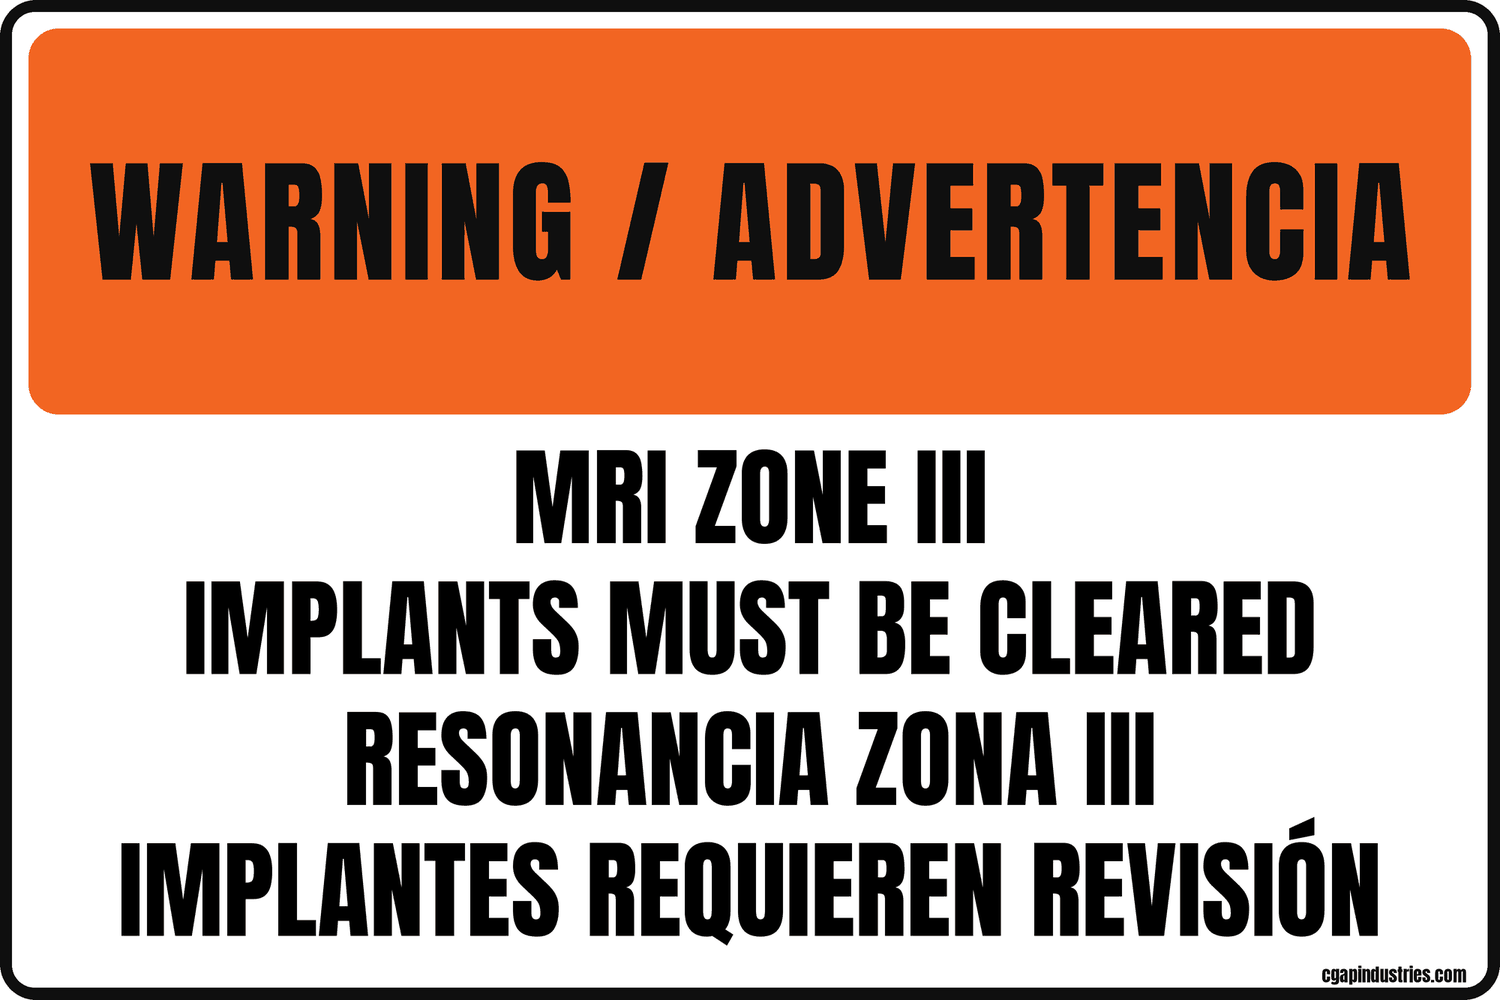 WARNING / ADVERTENCIA
MRI ZONE III
IMPLANTS MUST BE CLEARED
RESONANCIA ZONA III
IMPLANTES REQUIEREN REVISIÓN
cgapindustries.com